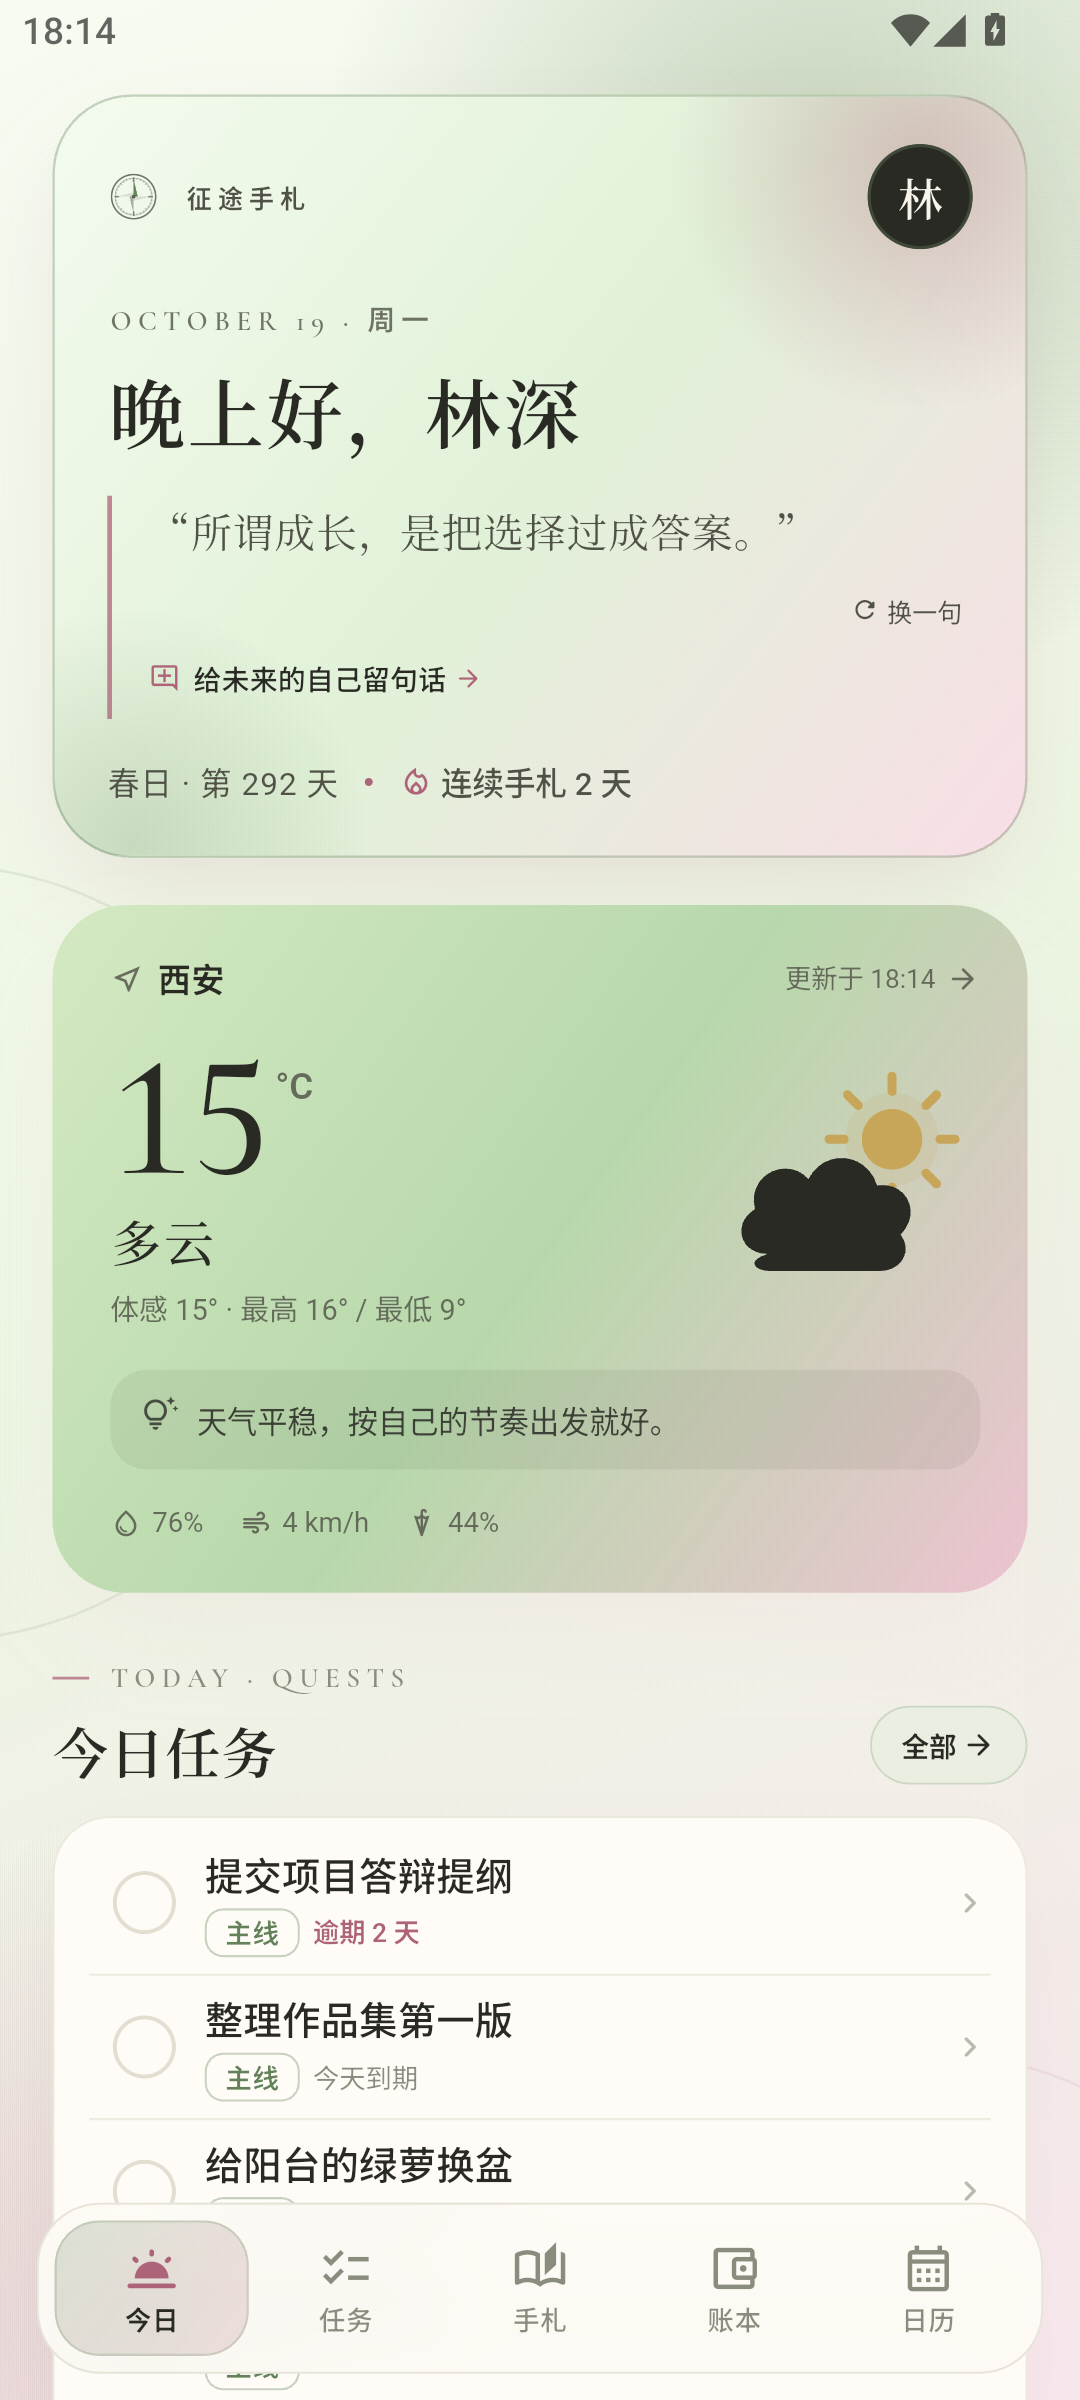 18:14
征途手札
林
OCTOBER 19 · 周一
晚上好，林深
“所谓成长，是把选择过成答案。”
换一句
给未来的自己留句话
春日 · 第 292 天 • 连续手札 2 天
西安
更新于 18:14
15 °C
多云
体感 15° · 最高 16° / 最低 9°
天气平稳，按自己的节奏出发就好。
76% 4 km/h 44%
TODAY · QUESTS
今日任务
全部
提交项目答辩提纲
主线 逾期 2 天
整理作品集第一版
主线 今天到期
给阳台的绿萝换盆
今日 任务 手札 账本 日历